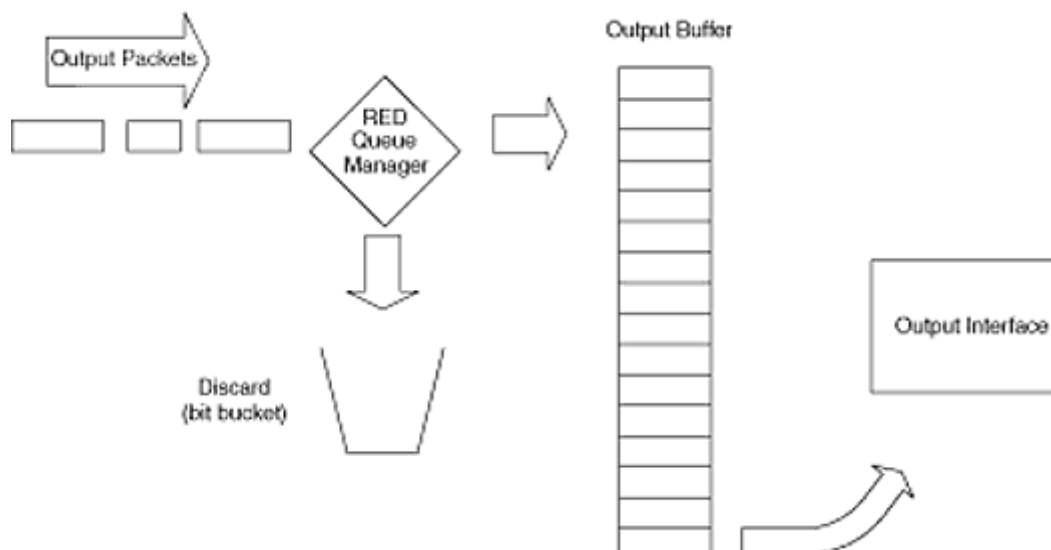 Output Packets
RED
Queue
Manager
Output Buffer
Discard
(bit bucket)
Output Interface